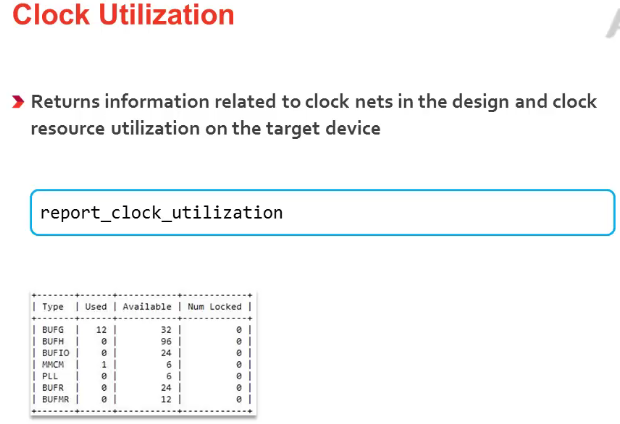 Clock Utilization
Returns information related to clock nets in the design and clock
resource utilization on the target device
report_clock_utilization
+-------+------+-----------+------------+
| Type | Used | Available | Num Locked |
+-------+------+-----------+------------+
| BUFG | 12 | 32 | 0 |
| BUFH | 0 | 96 | 0 |
| BUFIO | 0 | 24 | 0 |
| MMCM | 1 | 6 | 0 |
| PLL | 0 | 6 | 0 |
| BUFR | 0 | 24 | 0 |
| BUFMR | 0 | 12 | 0 |
+-------+------+-----------+------------+